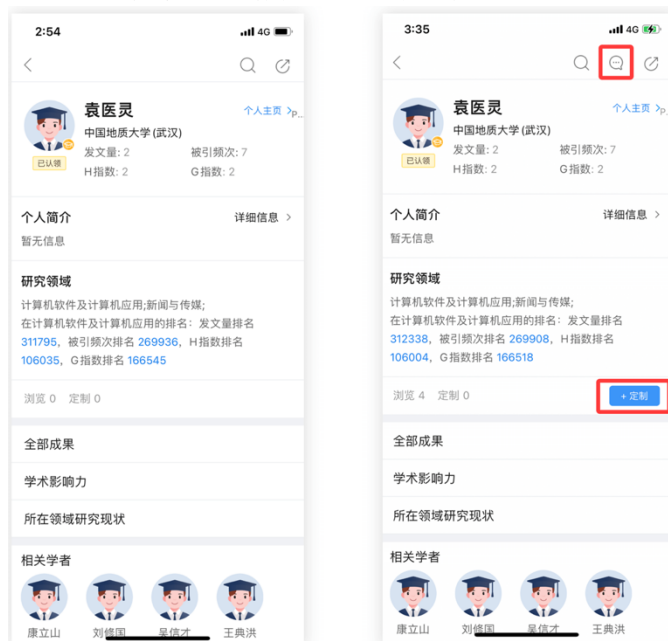 2:54
4G
袁医灵
个人主页
中国地质大学(武汉)
发文量: 2
被引频次: 7
H指数: 2
G指数: 2
已认领
个人简介
详细信息
暂无信息
研究领域
计算机软件及计算机应用;新闻与传媒;
在计算机软件及计算机应用的排名：发文量排名
311795，被引频次排名 269936，H指数排名
106035，G指数排名 166545
浏览 0 定制 0
全部成果
学术影响力
所在领域研究现状
相关学者
康立山 刘修国 吴信才 王典洪
3:35
4G
袁医灵
个人主页
中国地质大学(武汉)
发文量: 2
被引频次: 7
H指数: 2
G指数: 2
已认领
个人简介
详细信息
暂无信息
研究领域
计算机软件及计算机应用;新闻与传媒;
在计算机软件及计算机应用的排名：发文量排名
312338，被引频次排名 269908，H指数排名
106004，G指数排名 166518
浏览 4 定制 0
+ 定制
全部成果
学术影响力
所在领域研究现状
相关学者
康立山 刘修国 吴信才 王典洪